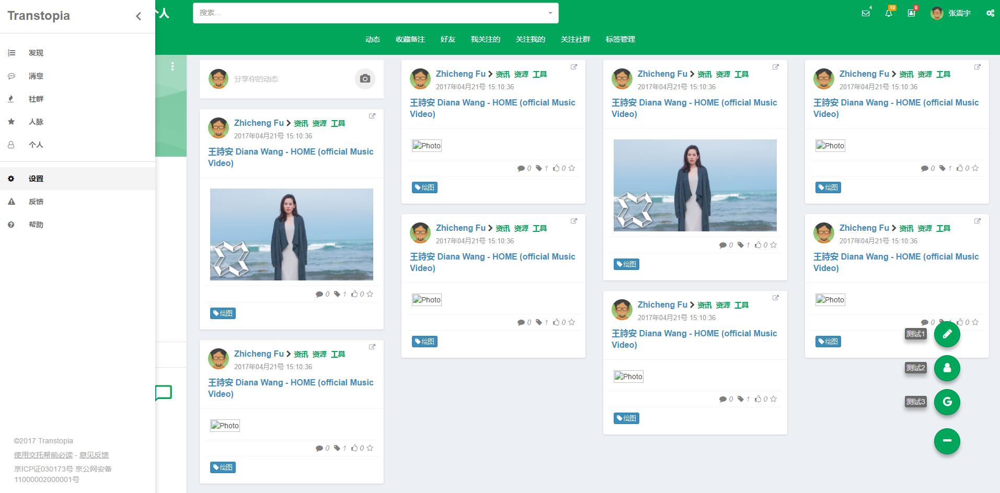 Transtopia
个人
搜索...
4
10
9
张震宇
动态 收藏备注 好友 我关注的 关注我的 关注社群 标签管理
发现
消息
社群
人脉
个人
设置
反馈
帮助
©2017 Transtopia
使用交托帮前必读 - 意见反馈
京ICP证030173号 京公网安备
11000002000001号
分享你的动态
Zhicheng Fu 资讯 资源 工具
2017年04月21号 15:10:36
王詩安 Diana Wang - HOME (official Music
Video)
0 1 0
绘图
Zhicheng Fu 资讯 资源 工具
2017年04月21号 15:10:36
王詩安 Diana Wang - HOME (official Music
Video)
Photo
0 1 0
绘图
Zhicheng Fu 资讯 资源 工具
2017年04月21号 15:10:36
王詩安 Diana Wang - HOME (official Music
Video)
Photo
0 1 0
绘图
Zhicheng Fu 资讯 资源 工具
2017年04月21号 15:10:36
王詩安 Diana Wang - HOME (official Music
Video)
Photo
0 1 0
绘图
Zhicheng Fu 资讯 资源 工具
2017年04月21号 15:10:36
王詩安 Diana Wang - HOME (official Music
Video)
0 1 0
绘图
Zhicheng Fu 资讯 资源 工具
2017年04月21号 15:10:36
王詩安 Diana Wang - HOME (official Music
Video)
Photo
0 1 0
绘图
Zhicheng Fu 资讯 资源 工具
2017年04月21号 15:10:36
王詩安 Diana Wang - HOME (official Music
Video)
Photo
0 1 0
绘图
Zhicheng Fu 资讯 资源 工具
2017年04月21号 15:10:36
王詩安 Diana Wang - HOME (official Music
Video)
Photo
0 1 0
绘图
测试1
测试2
测试3
G